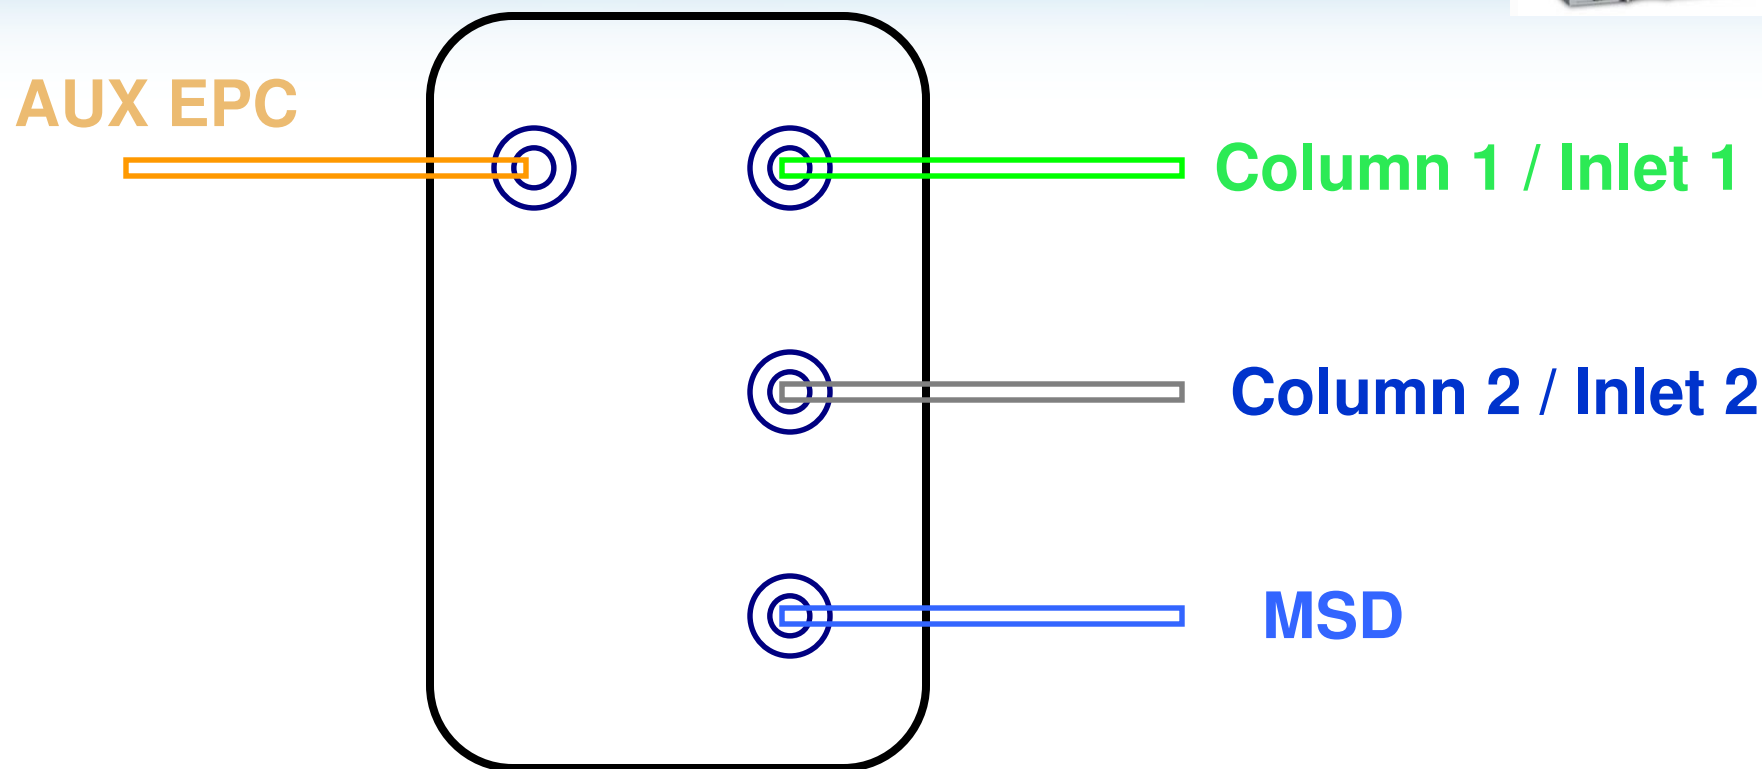 AUX EPC
Column 1 / Inlet 1
Column 2 / Inlet 2
MSD